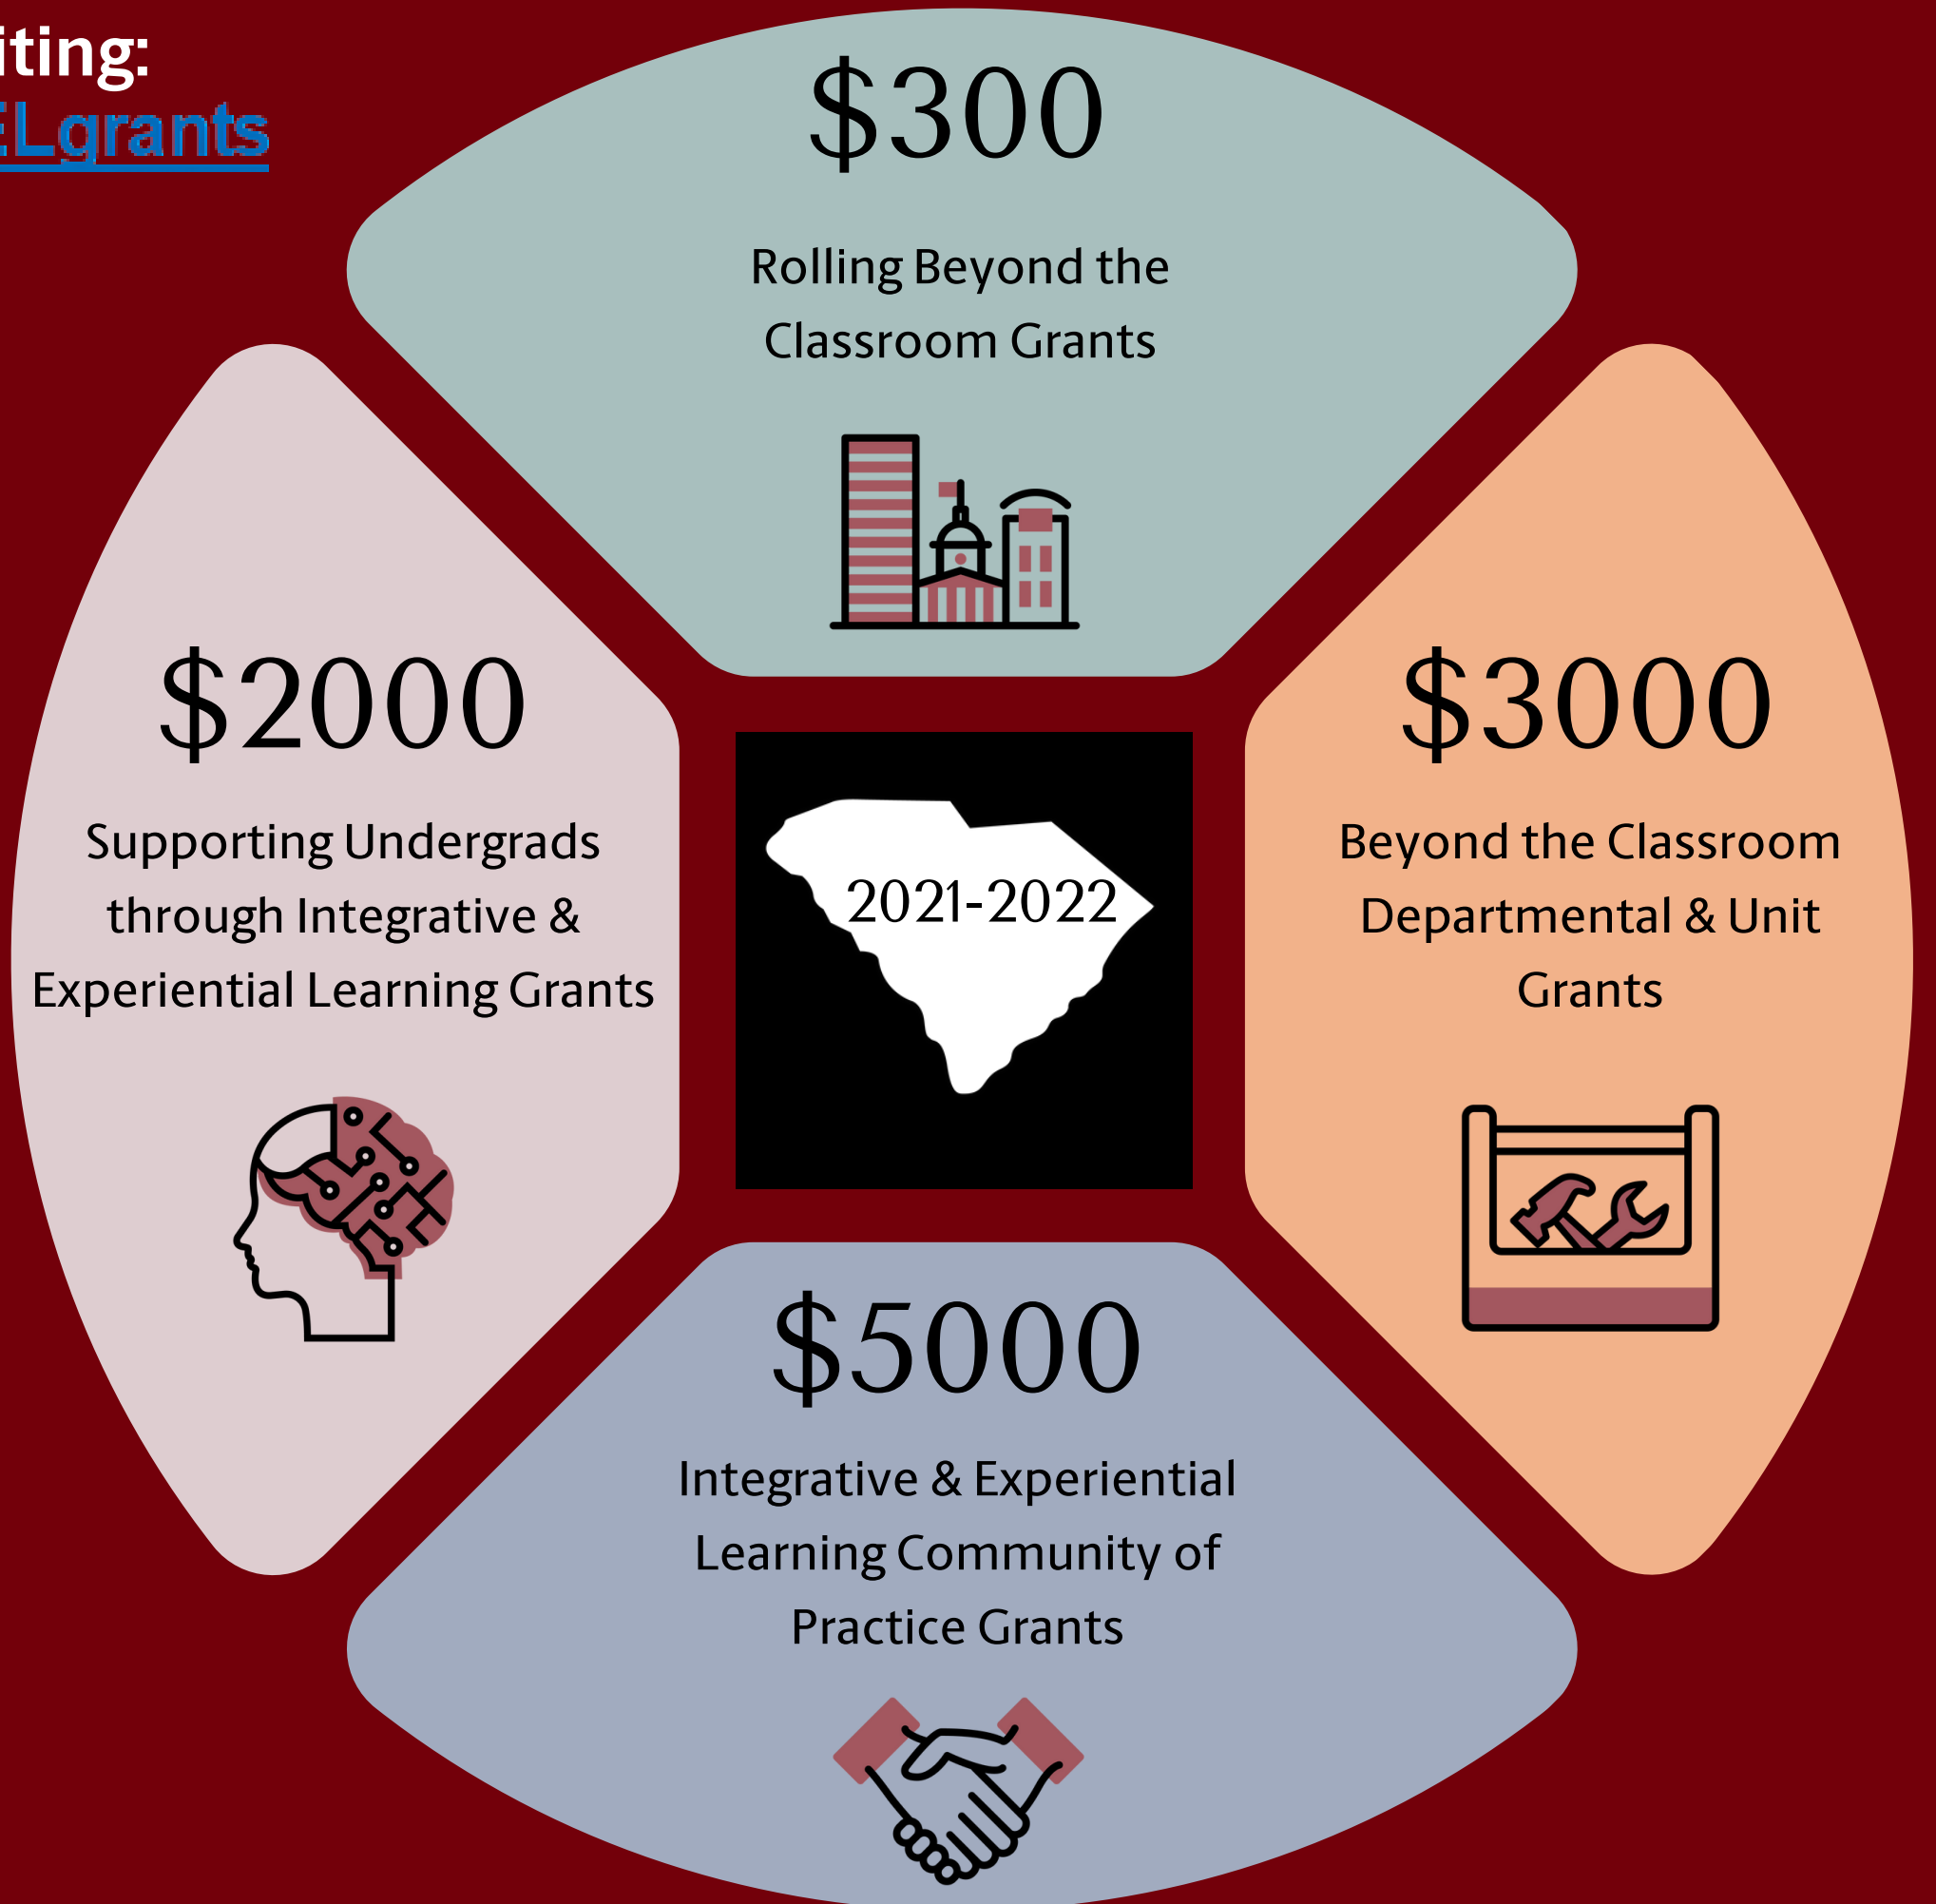 iting:
ELgrants
$300
Rolling Beyond the
Classroom Grants
$2000
Supporting Undergrads
through Integrative &
Experiential Learning Grants
2021-2022
$3000
Beyond the Classroom
Departmental & Unit
Grants
$5000
Integrative & Experiential
Learning Community of
Practice Grants